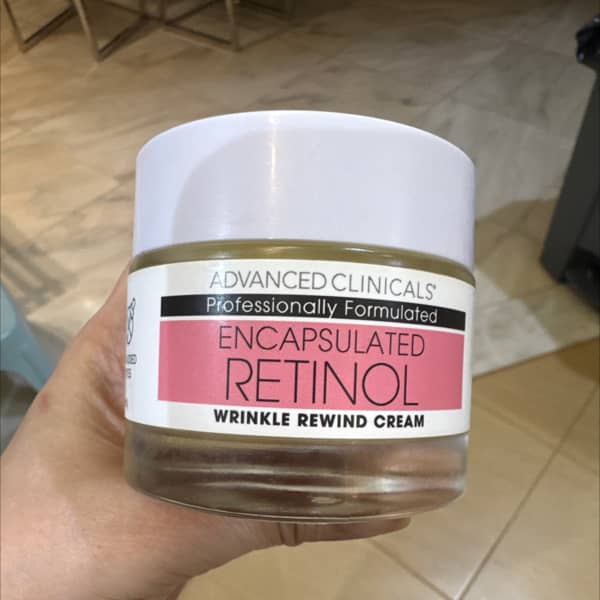 ADVANCED CLINICALS®
Professionally Formulated
ENCAPSULATED
RETINOL
WRINKLE REWIND CREAM